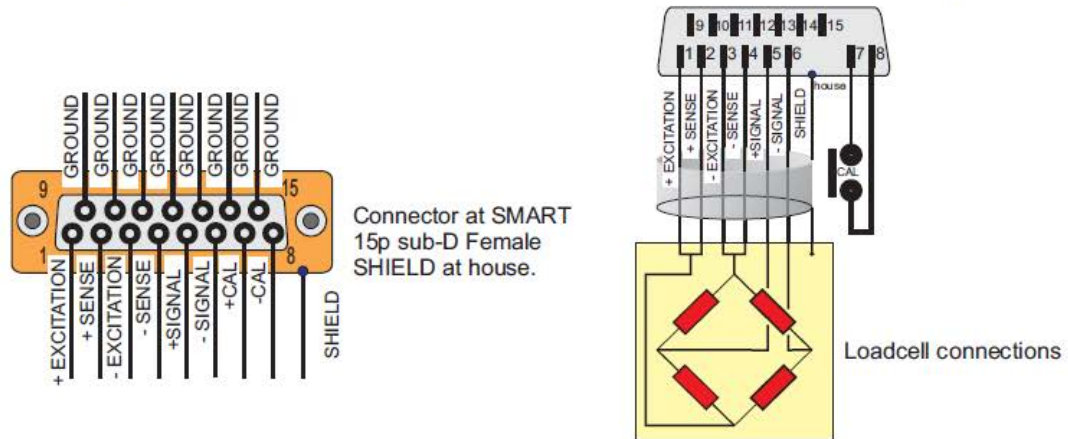 GROUND
GROUND
GROUND
GROUND
GROUND
GROUND
GROUND
9
15
1
8
+ EXCITATION
+ SENSE
- EXCITATION
- SENSE
+SIGNAL
- SIGNAL
+CAL
-CAL
SHIELD
Connector at SMART
15p sub-D Female
SHIELD at house.
9 10 11 12 13 14 15
1 2 3 4 5 6 7 8
house
+ EXCITATION
+ SENSE
- EXCITATION
- SENSE
+SIGNAL
- SIGNAL
SHIELD
CAL
Loadcell connections